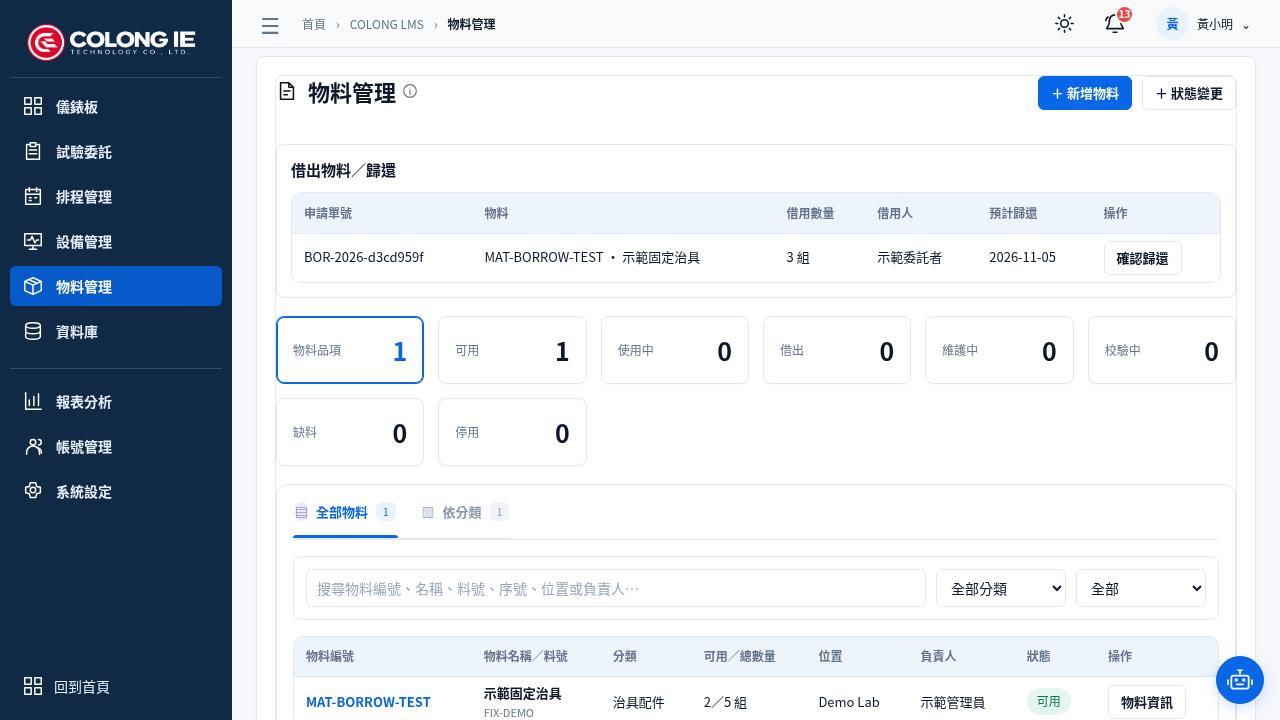 COLONG IE
TECHNOLOGY CO., LTD.
儀錶板
試驗委託
排程管理
設備管理
物料管理
資料庫
報表分析
帳號管理
系統設定
回到首頁
首頁 › COLONG LMS › 物料管理
13
黃 黃小明
物料管理
+ 新增物料
+ 狀態變更
借出物料／歸還
申請單號 物料 借用數量 借用人 預計歸還 操作
BOR-2026-d3cd959f MAT-BORROW-TEST · 示範固定治具 3 組 示範委託者 2026-11-05 確認歸還
物料品項 1 可用 1 使用中 0 借出 0 維護中 0 校驗中 0
缺料 0 停用 0
全部物料 1 依分類 1
搜尋物料編號、名稱、料號、序號、位置或負責人…
全部分類 全部
物料編號 物料名稱／料號 分類 可用／總數量 位置 負責人 狀態 操作
MAT-BORROW-TEST 示範固定治具 治具配件 2／5 組 Demo Lab 示範管理員 可用 物料資訊
FIX-DEMO